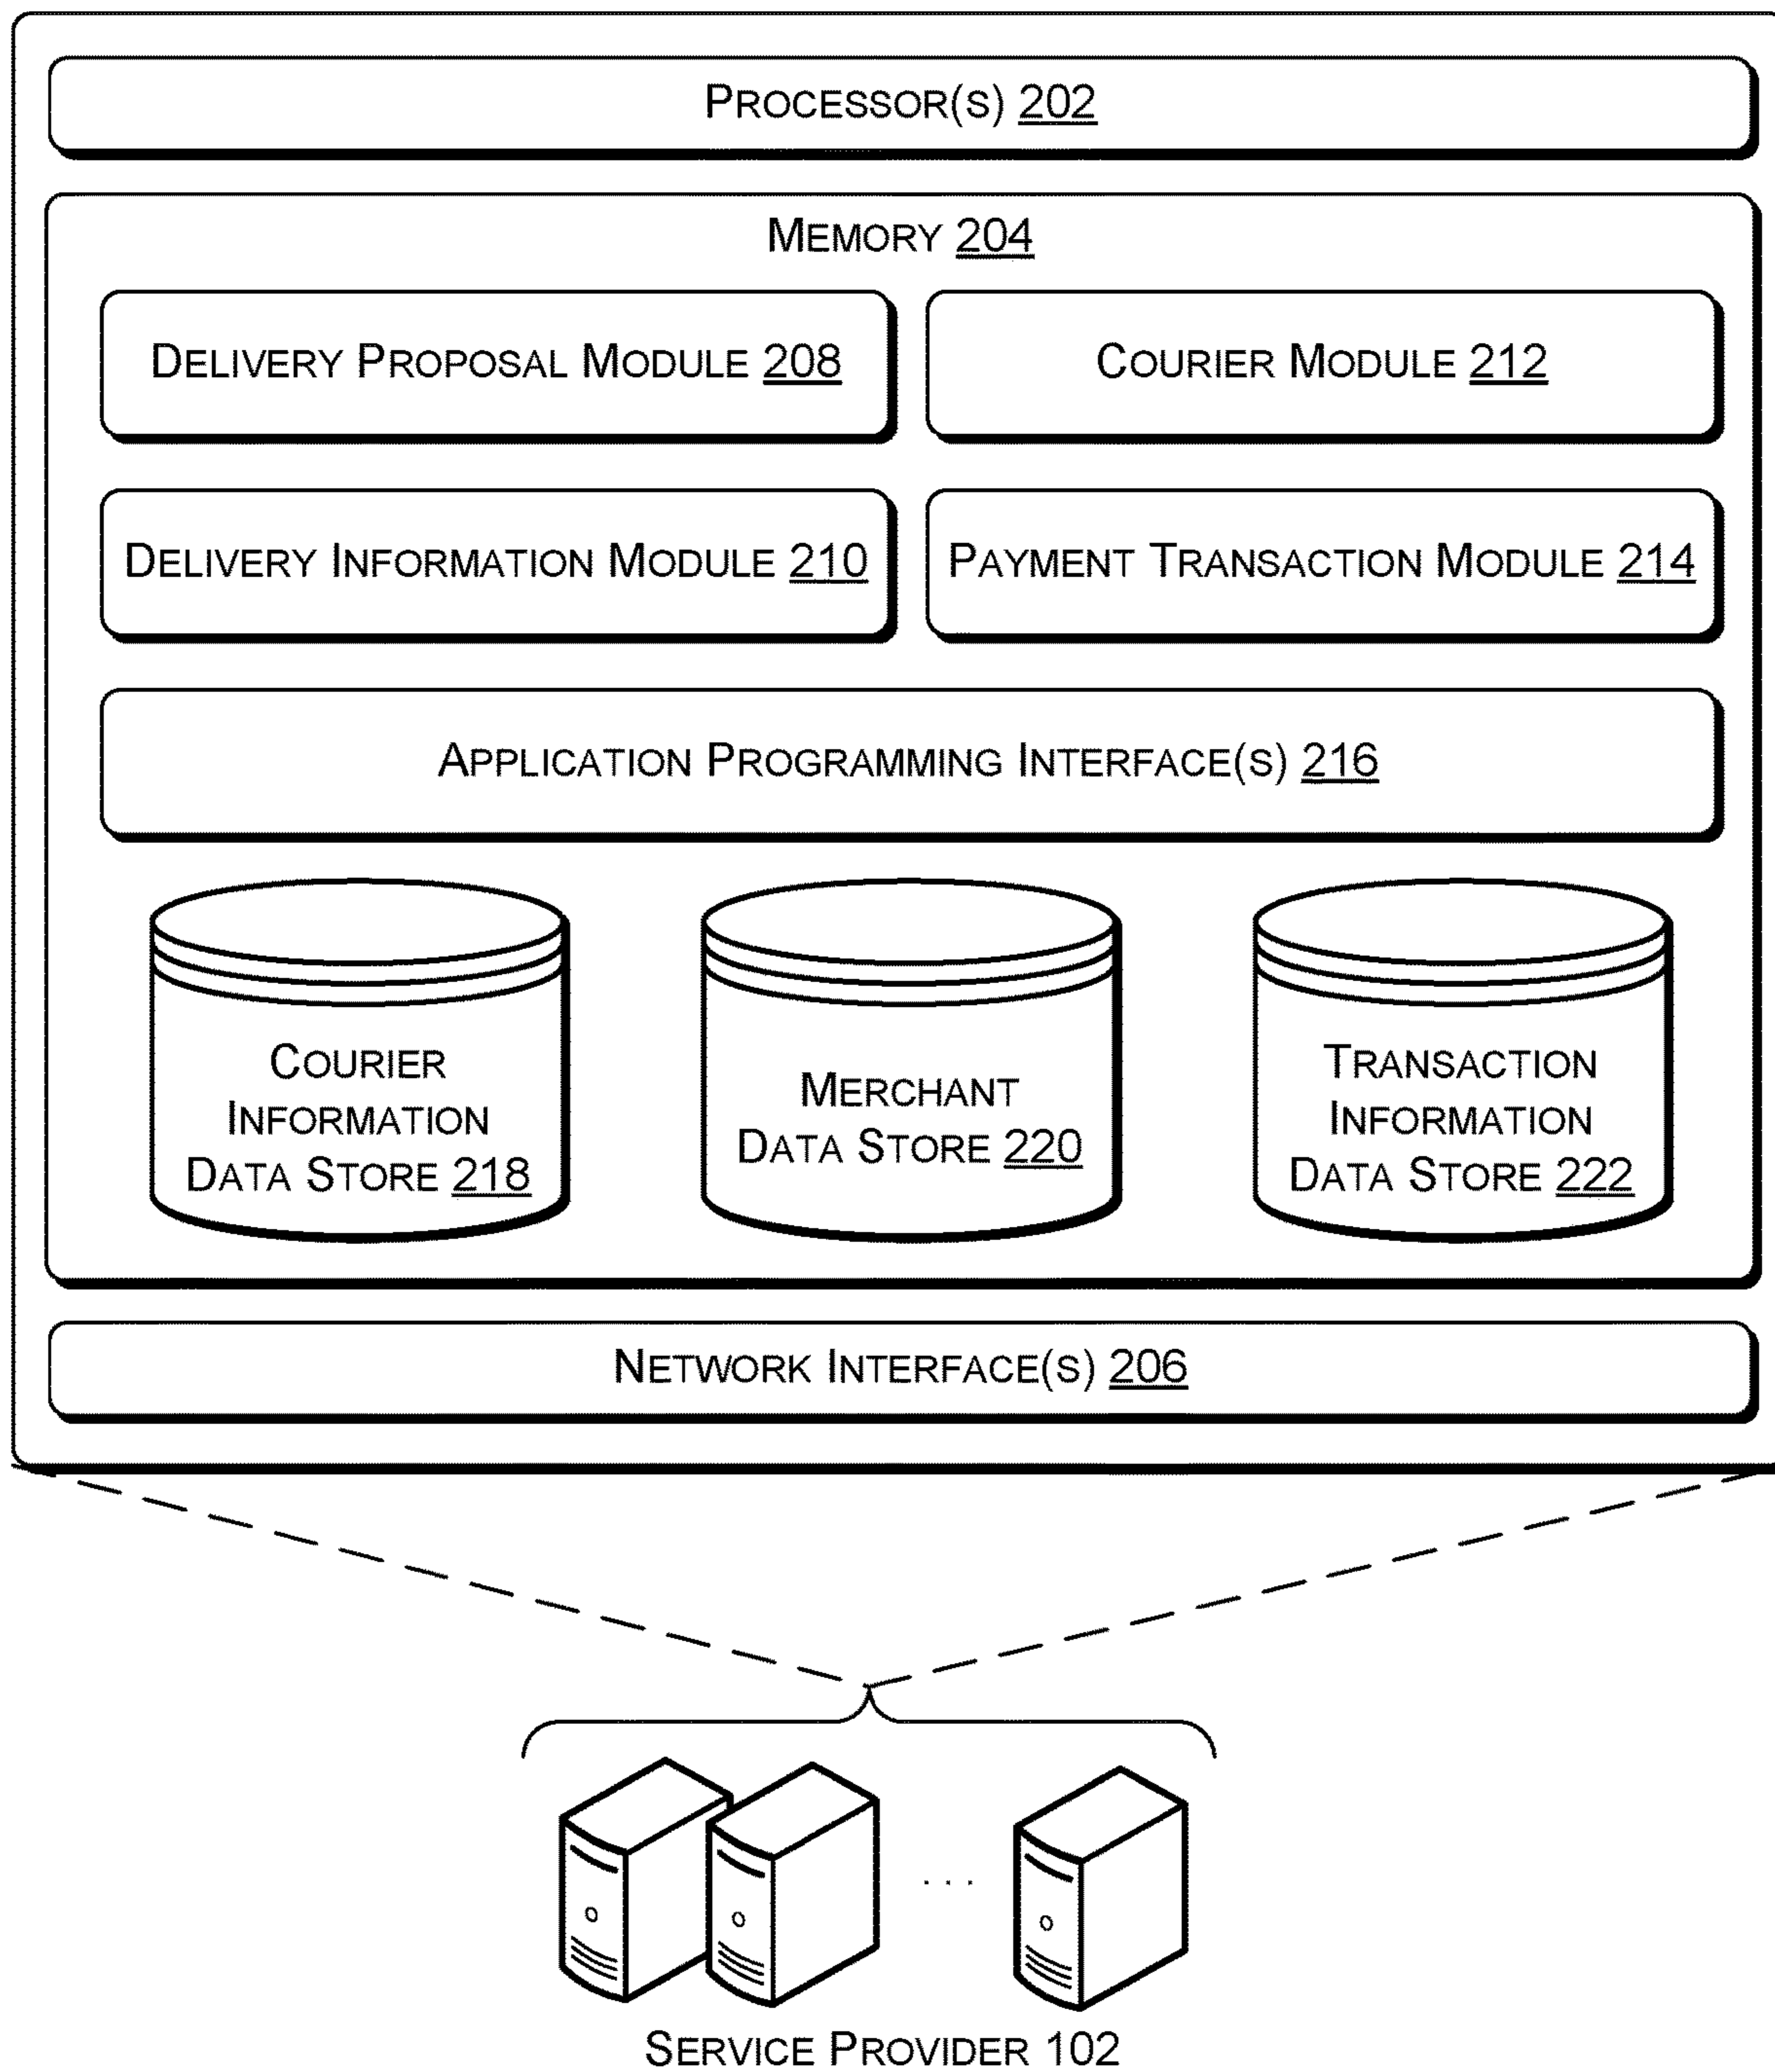 PROCESSOR(S) 202
MEMORY 204
DELIVERY PROPOSAL MODULE 208
COURIER MODULE 212
DELIVERY INFORMATION MODULE 210
PAYMENT TRANSACTION MODULE 214
APPLICATION PROGRAMMING INTERFACE(S) 216
COURIER
INFORMATION
DATA STORE 218
MERCHANT
DATA STORE 220
TRANSACTION
INFORMATION
DATA STORE 222
NETWORK INTERFACE(S) 206
. . .
SERVICE PROVIDER 102